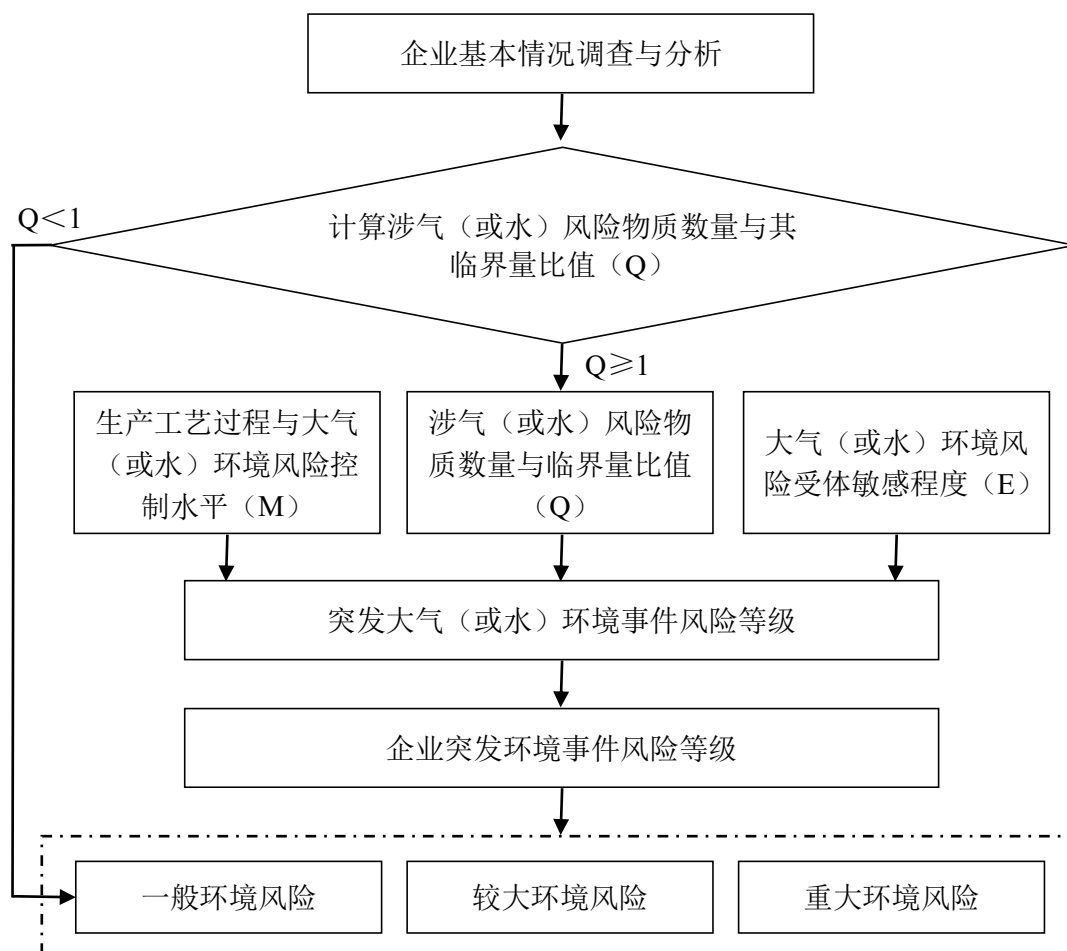 企业基本情况调查与分析
Q＜1
计算涉气（或水）风险物质数量与其
临界量比值（Q）
Q≥1
生产工艺过程与大气
（或水）环境风险控
制水平（M）
涉气（或水）风险物
质数量与临界量比值
（Q）
大气（或水）环境风
险受体敏感程度（E）
突发大气（或水）环境事件风险等级
企业突发环境事件风险等级
一般环境风险
较大环境风险
重大环境风险